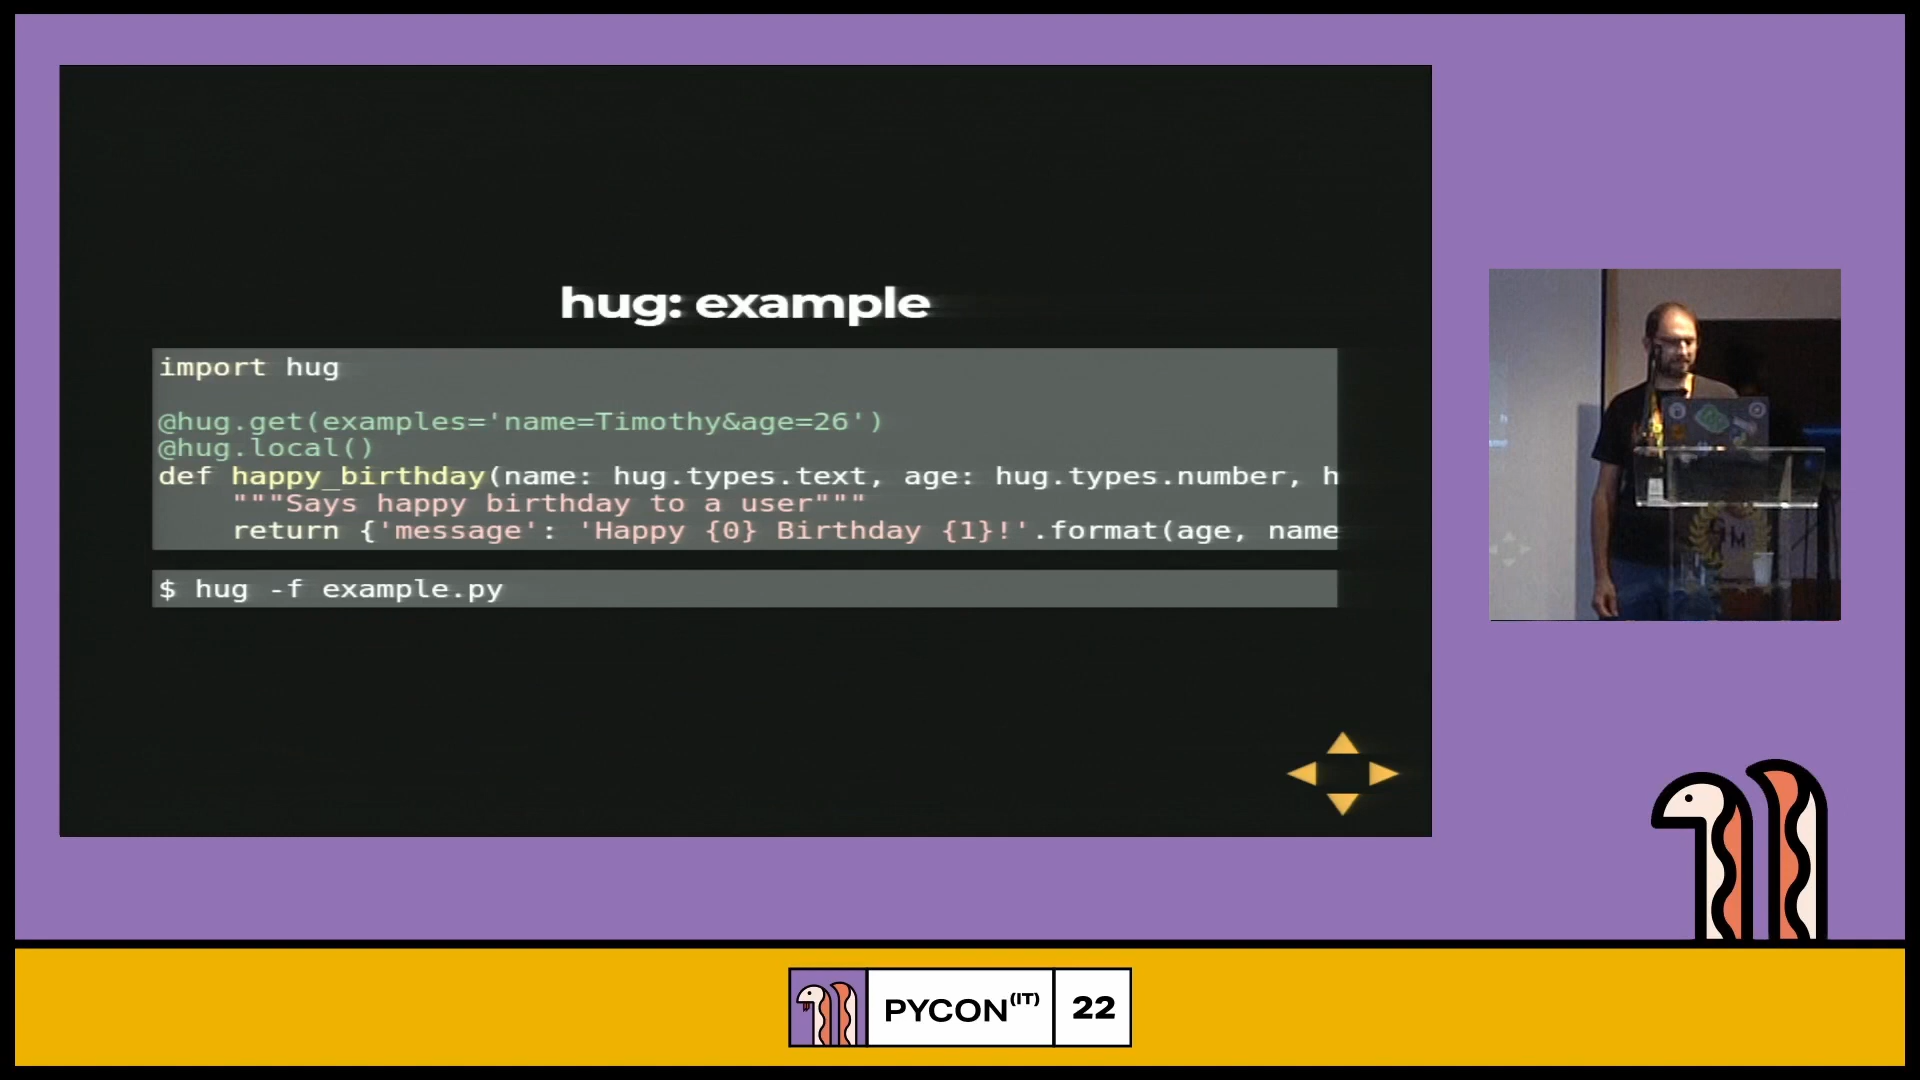 hug: example
import hug
@hug.get(examples='name=Timothy&age=26')
@hug.local()
def happy_birthday(name: hug.types.text, age: hug.types.number, h
"""Says happy birthday to a user"""
return {'message': 'Happy {0} Birthday {1}!'.format(age, name
$ hug -f example.py
PYCON(IT) 22